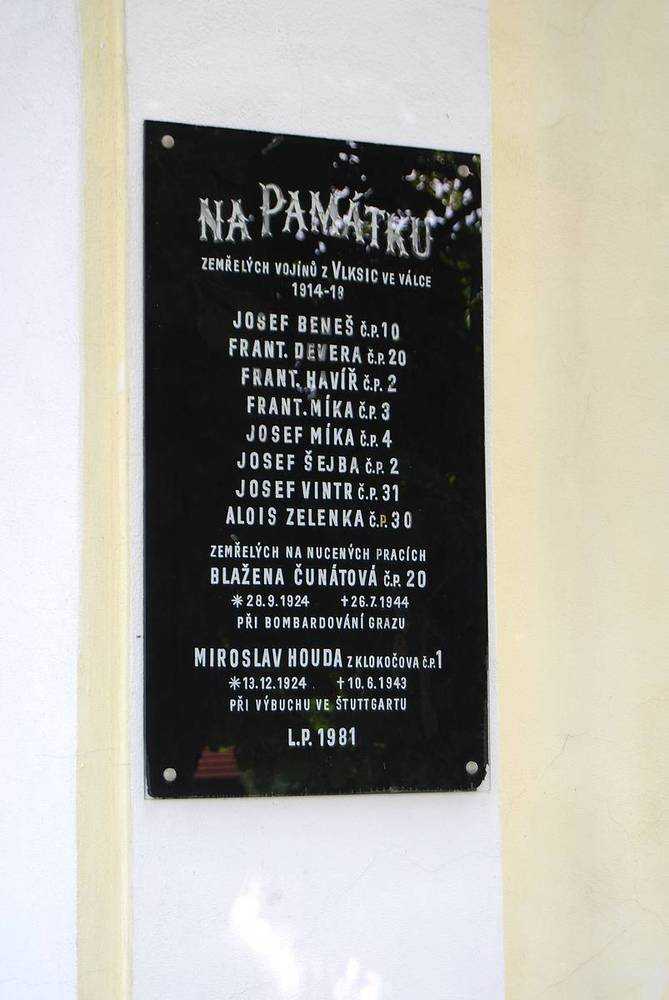 NA PAMÁTKU
ZEMŘELÝCH VOJÍNŮ Z VLKSIC VE VÁLCE
1914-18
JOSEF BENEŠ č.p. 10
FRANT. DEVERA č.p. 20
FRANT. HAVÍŘ č.p. 2
FRANT. MÍKA č.p. 3
JOSEF MÍKA č.p. 4
JOSEF ŠEJBA č.p. 2
JOSEF VINTR č.p. 31
ALOIS ZELENKA č.p. 30
ZEMŘELÝCH NA NUCENÝCH PRACÍCH
BLAŽENA ČUNÁTOVÁ č.p. 20
*28.9.1924 †26.7.1944
PŘI BOMBARDOVÁNÍ GRAZU
MIROSLAV HOUDA Z KLOKOČOVA č.p. 1
*13.12.1924 †10.6.1943
PŘI VÝBUCHU VE ŠTUTTGARTU
L.P. 1981